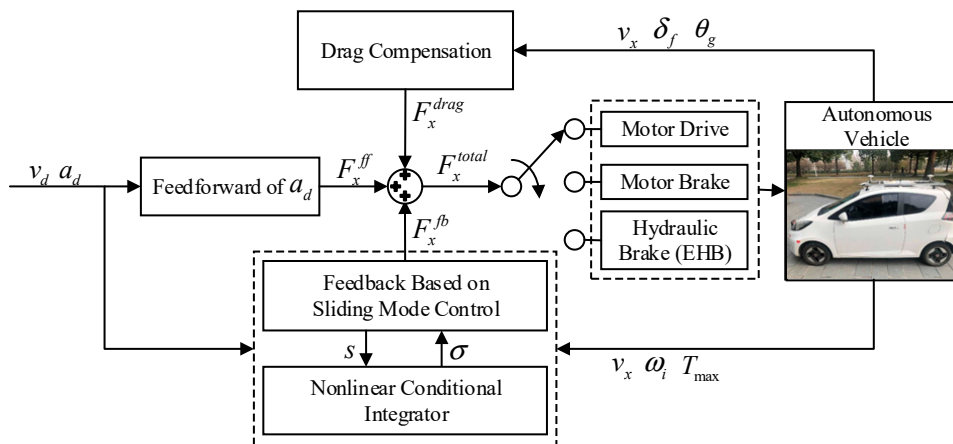 v_x δ_f θ_g
Drag Compensation
F_x^{drag}
Autonomous
Vehicle
Motor Drive
v_d a_d
Feedforward of a_d
F_x^{ff}
F_x^{total}
Motor Brake
F_x^{fb}
Hydraulic
Brake (EHB)
Feedback Based on
Sliding Mode Control
s σ
v_x ω_i T_{max}
Nonlinear Conditional
Integrator